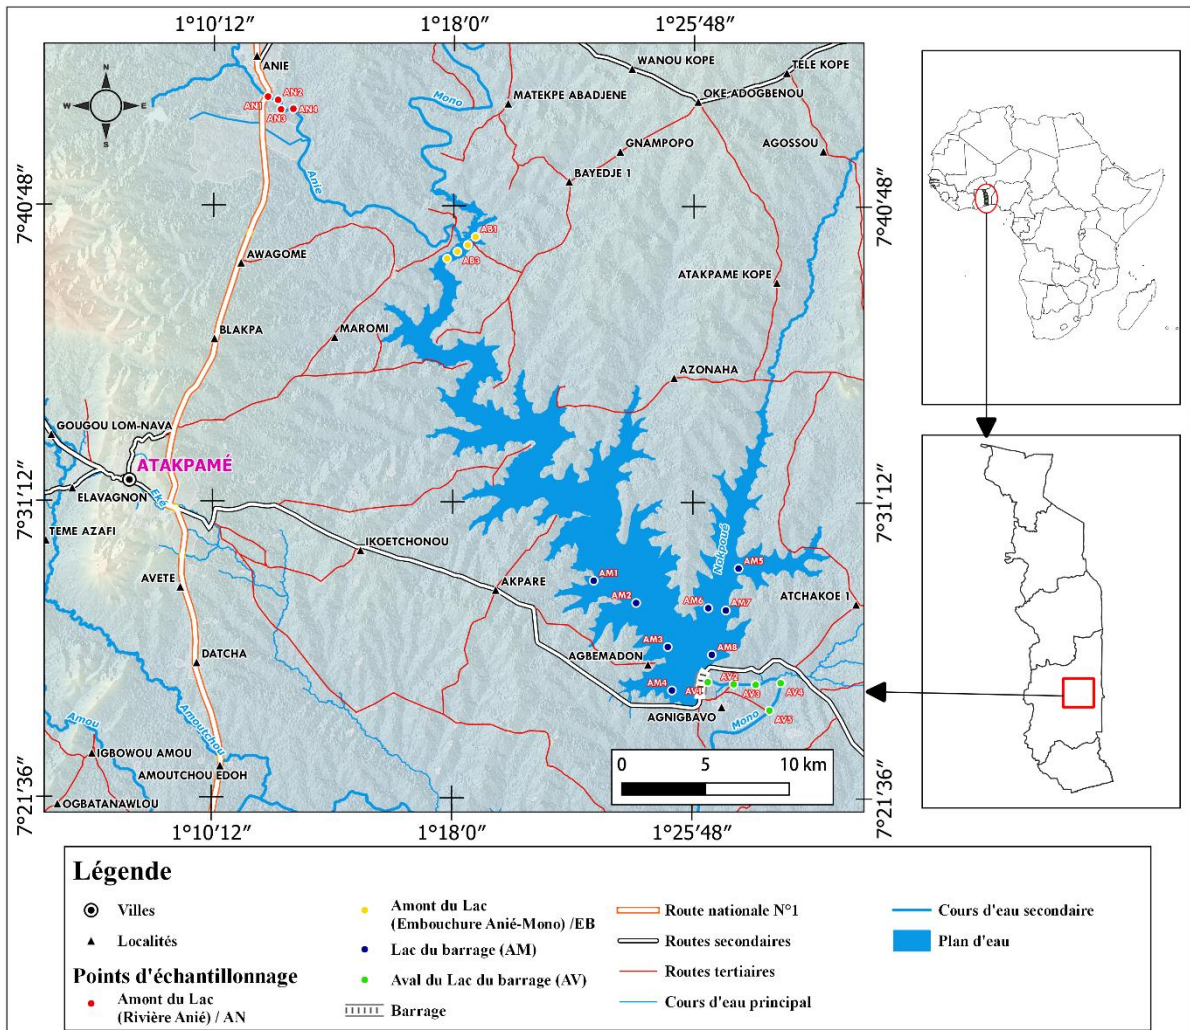 1°10'12″ 1°18'0″ 1°25'48″
N
W E
S
ANIE
WANOU KOPE
TELE KOPE
Mono
MATEKPE ABADJENE
OKE ADOGBENOU
AN1 AN2
AN3 AN4
GNAMPOPO
AGOSSOU
Anie
BAYEDJE 1
7°40'48″ 7°40'48″
AB1
AB3
AWAGOME
ATAKPAME KOPE
BLAKPA
MAROMI
AZONAHA
GOUGOU LOM-NAVA
ATAKPAMÉ
ELAVAGNON
Eké
7°31'12″ 7°31'12″
TEME AZAFI
IKOETCHONOU
Nokpoué
AVETE
AKPARE
AM1
AM5
AM2
AM6
AM7
ATCHAKOE 1
DATCHA
AM3
AM8
AGBEMADON
AM4
AV1
AV2
AV3
AV4
AGNIGBAVO
Mono
AV5
Amou
Amoutchou
IGBOWOU AMOU
AMOUTCHOU EDOH
OGBATANAWLOU
0 5 10 km
7°21'36″ 7°21'36″
1°10'12″ 1°18'0″ 1°25'48″
Légende
Villes
Localités
Points d'échantillonnage
Amont du Lac
(Rivière Anié) / AN
Amont du Lac
(Embouchure Anié-Mono) /EB
Lac du barrage (AM)
Aval du Lac du barrage (AV)
Barrage
Route nationale N°1
Routes secondaires
Routes tertiaires
Cours d'eau principal
Cours d'eau secondaire
Plan d'eau